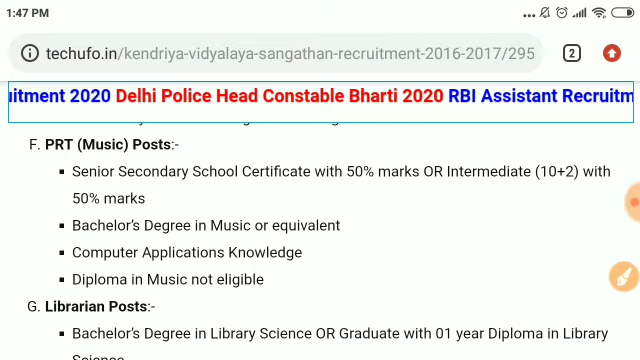 1:47 PM
techufo.in/kendriya-vidyalaya-sangathan-recruitment-2016-2017/295
2
uitment 2020 Delhi Police Head Constable Bharti 2020 RBI Assistant Recruitm
F. PRT (Music) Posts:-
▪ Senior Secondary School Certificate with 50% marks OR Intermediate (10+2) with
50% marks
▪ Bachelor's Degree in Music or equivalent
▪ Computer Applications Knowledge
▪ Diploma in Music not eligible
G. Librarian Posts:-
▪ Bachelor's Degree in Library Science OR Graduate with 01 year Diploma in Library
Science